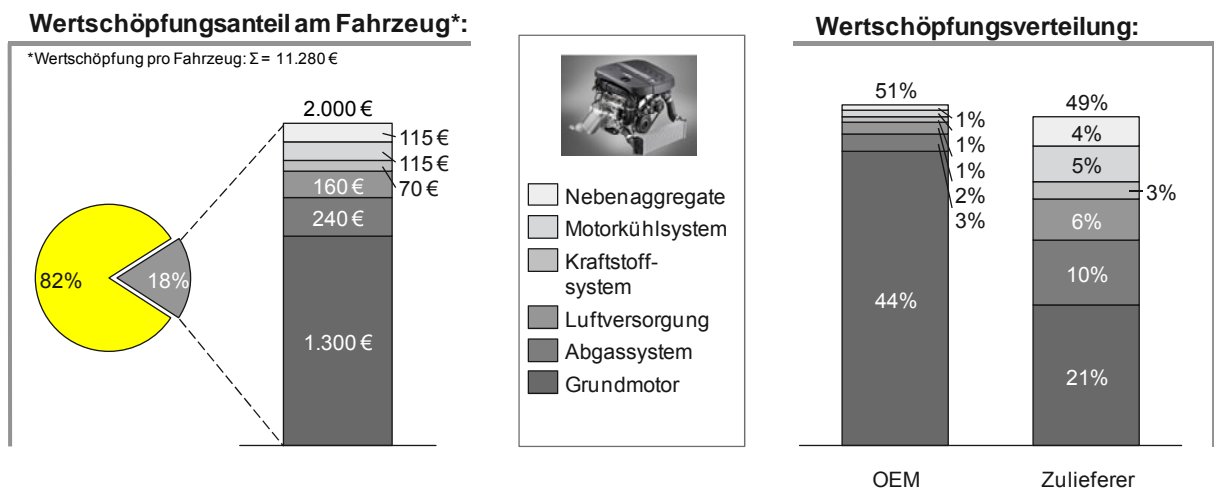 Wertschöpfungsanteil am Fahrzeug*:
*Wertschöpfung pro Fahrzeug: Σ = 11.280 €
2.000 €
115 €
115 €
70 €
160 €
240 €
1.300 €
82%
18%
Nebenaggregate
Motorkühlsystem
Kraftstoff-
system
Luftversorgung
Abgassystem
Grundmotor
Wertschöpfungsverteilung:
51%
1%
1%
1%
2%
3%
44%
OEM
49%
4%
5%
3%
6%
10%
21%
Zulieferer